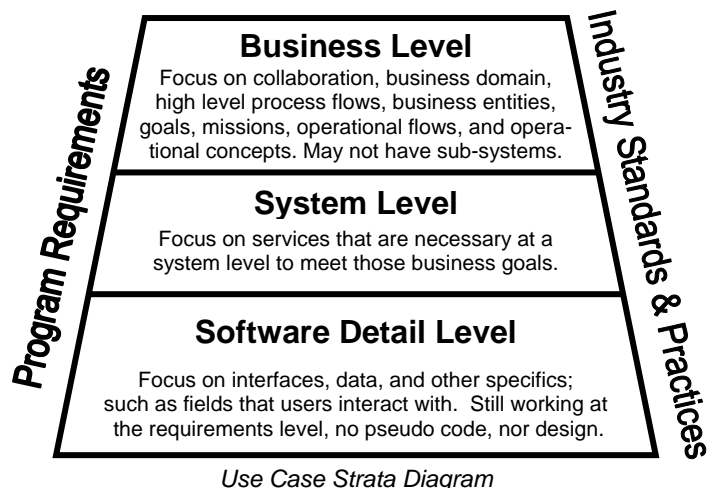 Business Level
Focus on collaboration, business domain,
high level process flows, business entities,
goals, missions, operational flows, and opera-
tional concepts. May not have sub-systems.
System Level
Focus on services that are necessary at a
system level to meet those business goals.
Software Detail Level
Focus on interfaces, data, and other specifics;
such as fields that users interact with.  Still working at
the requirements level, no pseudo code, nor design.
Program Requirements
Industry Standards & Practices
Use Case Strata Diagram